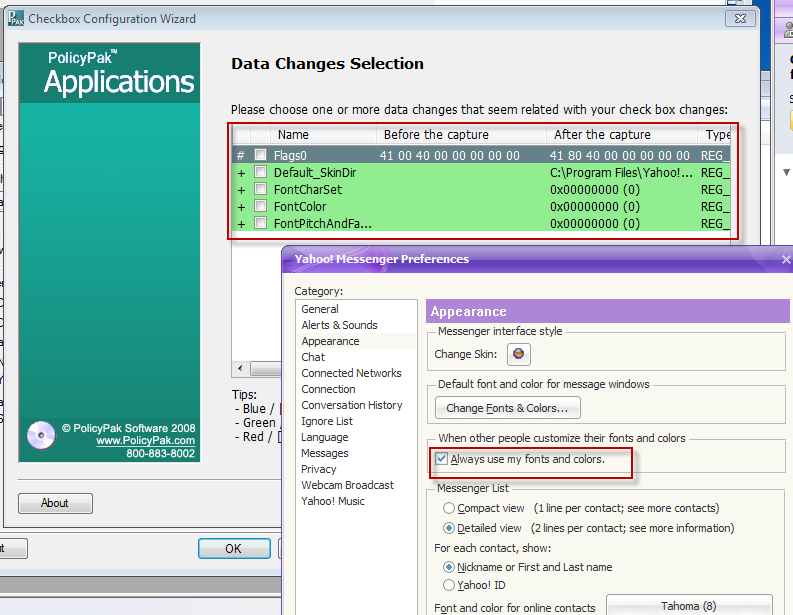 Checkbox Configuration Wizard
PolicyPak™
Applications
Data Changes Selection
Please choose one or more data changes that seem related with your check box changes:
Name Before the capture After the capture Type
# Flags0 41 00 40 00 00 00 00 00 41 80 40 00 00 00 00 00 REG_
+ Default_SkinDir C:\Program Files\Yahoo!... REG_
+ FontCharSet 0x00000000 (0) REG_
+ FontColor 0x00000000 (0) REG_
+ FontPitchAndFa... 0x00000000 (0) REG_
Tips:
- Blue / [
- Green /
- Red / [
© PolicyPak Software 2008
www.PolicyPak.com
800-883-8002
About
OK
Yahoo! Messenger Preferences
Category:
General
Alerts & Sounds
Appearance
Chat
Connected Networks
Connection
Conversation History
Ignore List
Language
Messages
Privacy
Webcam Broadcast
Yahoo! Music
Appearance
Messenger interface style
Change Skin:
Default font and color for message windows
Change Fonts & Colors...
When other people customize their fonts and colors
Always use my fonts and colors.
Messenger List
Compact view (1 line per contact; see more contacts)
Detailed view (2 lines per contact; see more information)
For each contact, show:
Nickname or First and Last name
Yahoo! ID
Font and color for online contacts Tahoma (8)